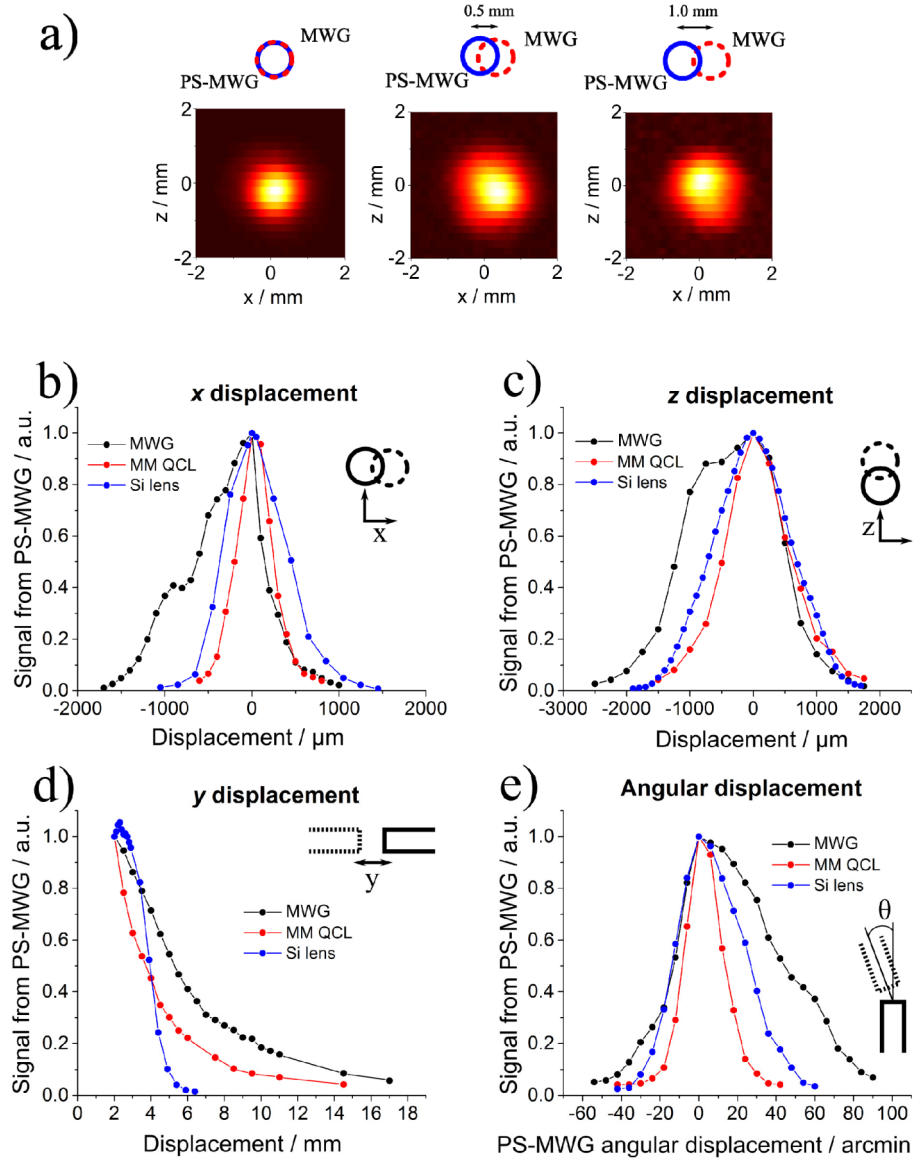 a)
MWG
PS-MWG
0.5 mm
MWG
PS-MWG
1.0 mm
MWG
PS-MWG
z / mm
2
0
-2
-2 0 2
x / mm
z / mm
2
0
-2
-2 0 2
x / mm
z / mm
2
0
-2
-2 0 2
x / mm
b)
x displacement
Signal from PS-MWG / a.u.
1.0
0.8
0.6
0.4
0.2
0.0
MWG
MM QCL
Si lens
x
-2000 -1000 0 1000 2000
Displacement / µm
c)
z displacement
Signal from PS-MWG / a.u.
1.0
0.8
0.6
0.4
0.2
0.0
MWG
MM QCL
Si lens
z
-3000 -2000 -1000 0 1000 2000
Displacement / µm
d)
y displacement
Signal from PS-MWG / a.u.
1.0
0.8
0.6
0.4
0.2
0.0
y
MWG
MM QCL
Si lens
0 2 4 6 8 10 12 14 16 18
Displacement / mm
e)
Angular displacement
Signal from PS-MWG / a.u.
1.0
0.8
0.6
0.4
0.2
0.0
MWG
MM QCL
Si lens
θ
-60 -40 -20 0 20 40 60 80 100
PS-MWG angular displacement / arcmin